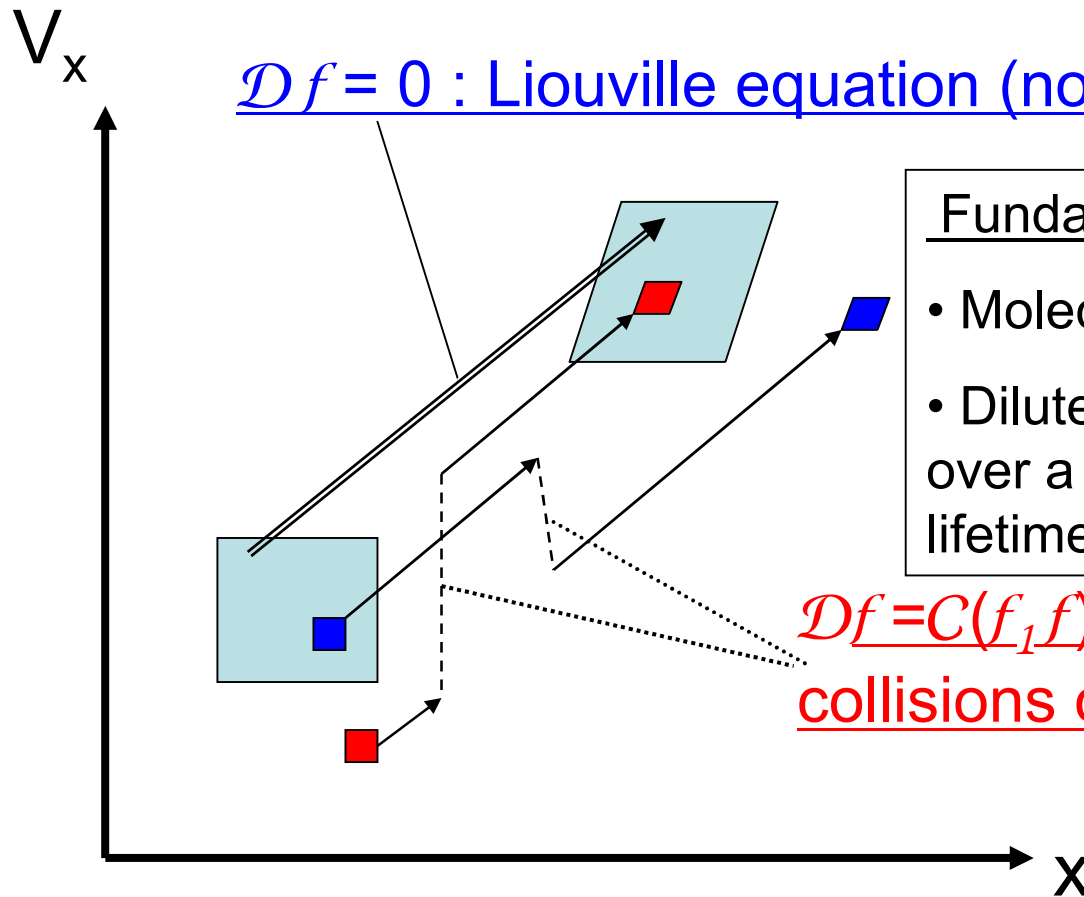 Vx
𝒟f = 0 : Liouville equation (no
Funda
• Molec
• Dilute
over a
lifetime
𝒟f =𝒞(f₁f)
collisions
x